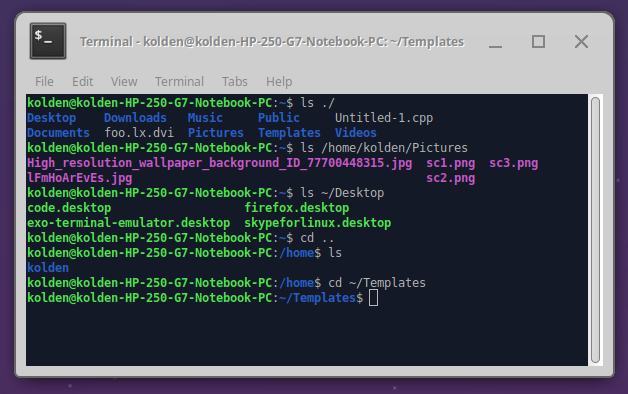 $_
Terminal - kolden@kolden-HP-250-G7-Notebook-PC: ~/Templates
File Edit View Terminal Tabs Help
kolden@kolden-HP-250-G7-Notebook-PC:~$ ls ./
Desktop Downloads Music Public Untitled-1.cpp
Documents foo.lx.dvi Pictures Templates Videos
kolden@kolden-HP-250-G7-Notebook-PC:~$ ls /home/kolden/Pictures
High_resolution_wallpaper_background_ID_77700448315.jpg sc1.png sc3.png
lFmHoArEvEs.jpg sc2.png
kolden@kolden-HP-250-G7-Notebook-PC:~$ ls ~/Desktop
code.desktop firefox.desktop
exo-terminal-emulator.desktop skypeforlinux.desktop
kolden@kolden-HP-250-G7-Notebook-PC:~$ cd ..
kolden@kolden-HP-250-G7-Notebook-PC:/home$ ls
kolden
kolden@kolden-HP-250-G7-Notebook-PC:/home$ cd ~/Templates
kolden@kolden-HP-250-G7-Notebook-PC:~/Templates$